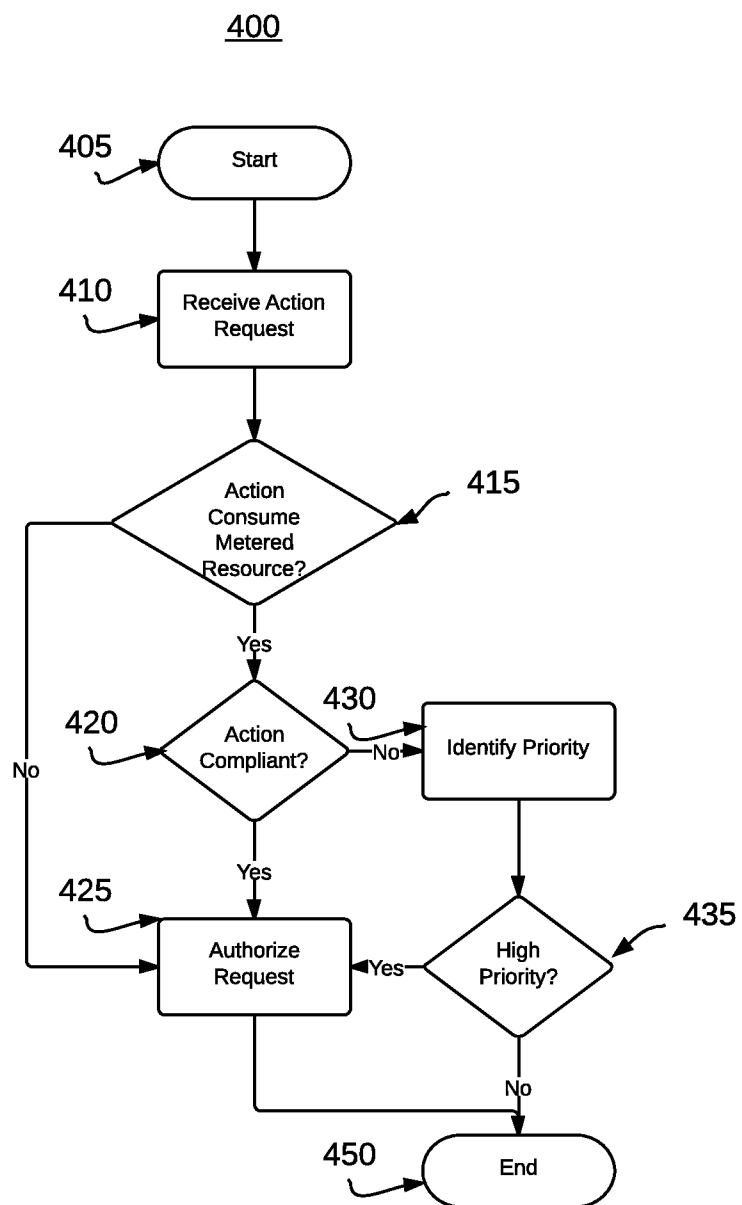 400
405
Start
410
Receive Action
Request
415
Action
Consume
Metered
Resource?
Yes
420
Action
Compliant?
No
430
Identify Priority
No
Yes
425
Authorize
Request
Yes
435
High
Priority?
No
450
End